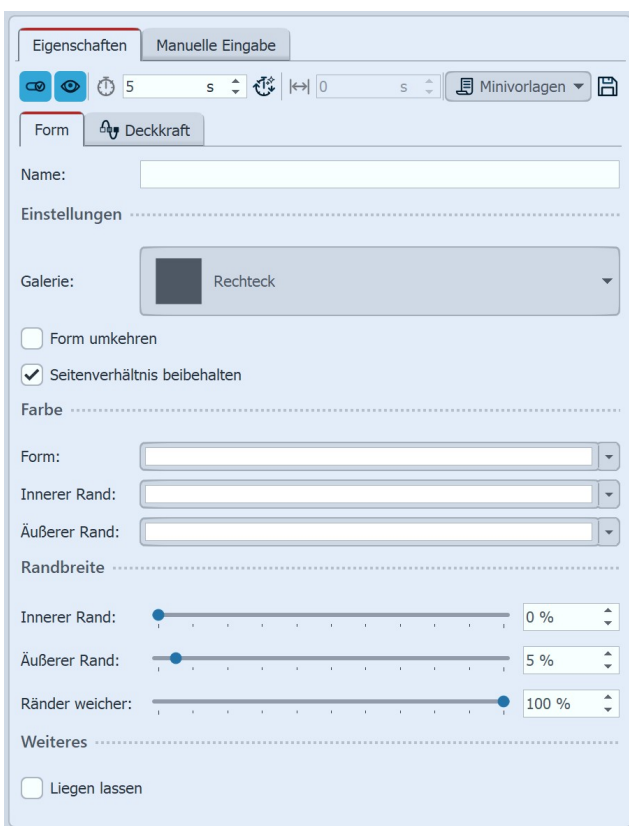 Eigenschaften Manuelle Eingabe
5 s 0 s Minivorlagen
Form Deckkraft
Name:
Einstellungen
Galerie: Rechteck
Form umkehren
Seitenverhältnis beibehalten
Farbe
Form:
Innerer Rand:
Äußerer Rand:
Randbreite
Innerer Rand: 0 %
Äußerer Rand: 5 %
Ränder weicher: 100 %
Weiteres
Liegen lassen